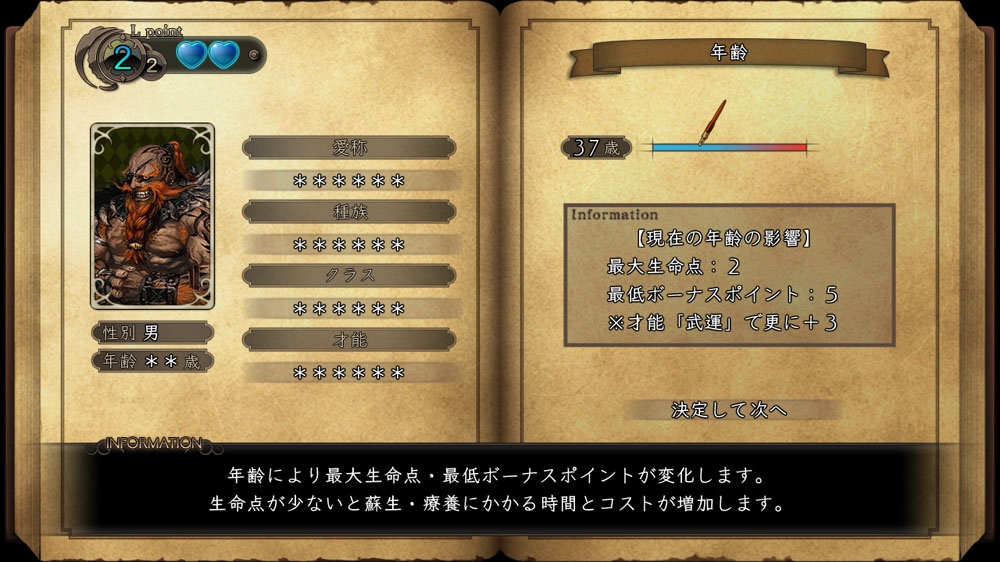 L point
2 2
愛称
******
種族
******
クラス
******
才能
******
性別 男
年齢 **歳
年齢
37歳
Information
【現在の年齢の影響】
最大生命点：2
最低ボーナスポイント：5
※才能「武運」で更に＋3
決定して次へ
INFORMATION
年齢により最大生命点・最低ボーナスポイントが変化します。
生命点が少ないと蘇生・療養にかかる時間とコストが増加します。